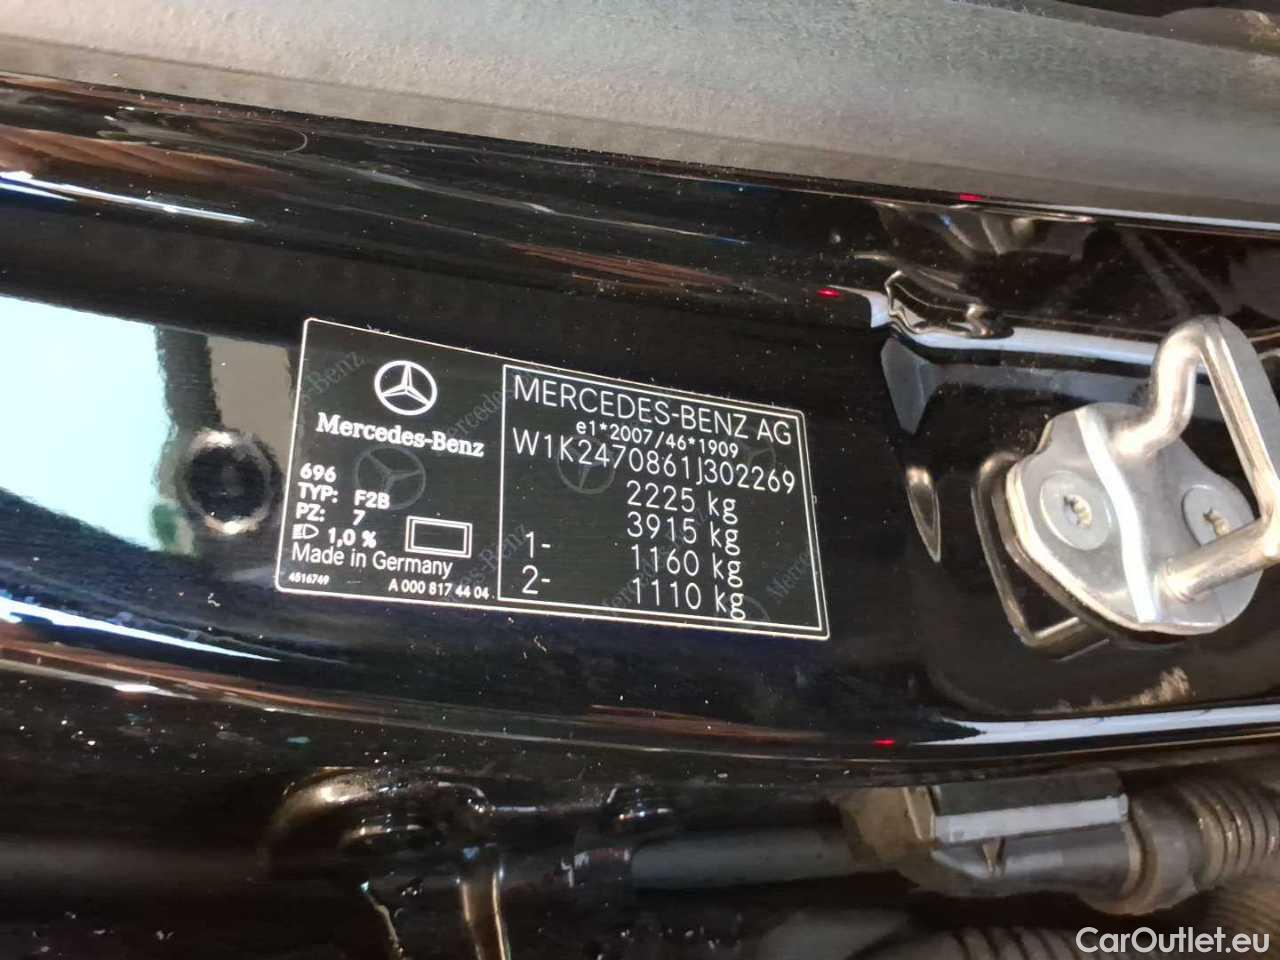 Mercedes-Benz
696
TYP: F2B
PZ: 7
1,0 %
Made in Germany
4516749 A 000 817 44 04
MERCEDES-BENZ AG
e1*2007/46*1909
W1K2470861J302269
2225 kg
3915 kg
1- 1160 kg
2- 1110 kg
CarOutlet.eu